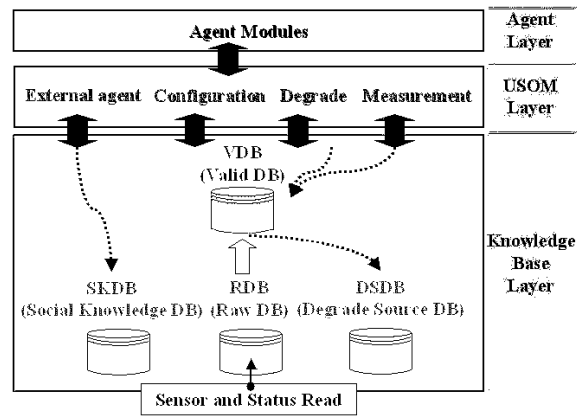 Agent Modules
Agent
Layer
External agent Configuration Degrade Measurement
USOM
Layer
VDB
(Valid DB)
Knowledge
Base
Layer
SKDB RDB DSDB
(Social Knowledge DB) (Raw DB) (Degrade Source DB)
Sensor and Status Read